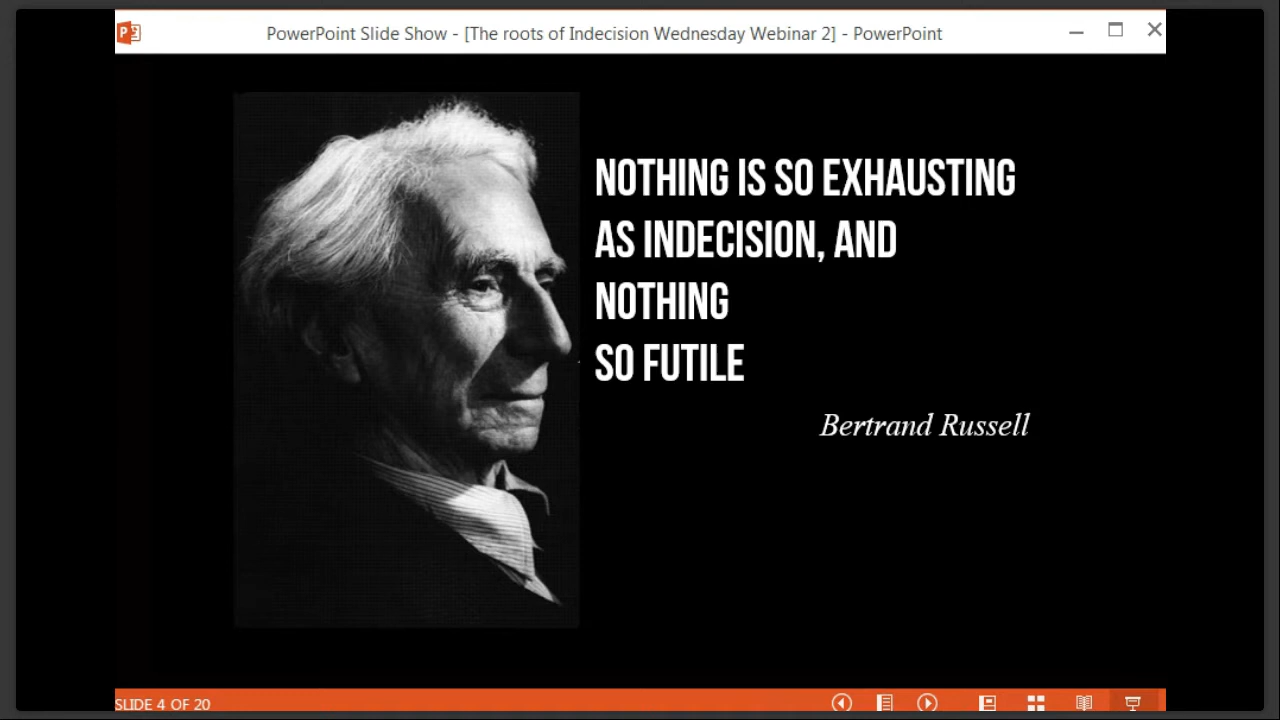 PowerPoint Slide Show - [The roots of Indecision Wednesday Webinar 2] - PowerPoint
NOTHING IS SO EXHAUSTING
AS INDECISION, AND
NOTHING
SO FUTILE
Bertrand Russell
SLIDE 4 OF 20